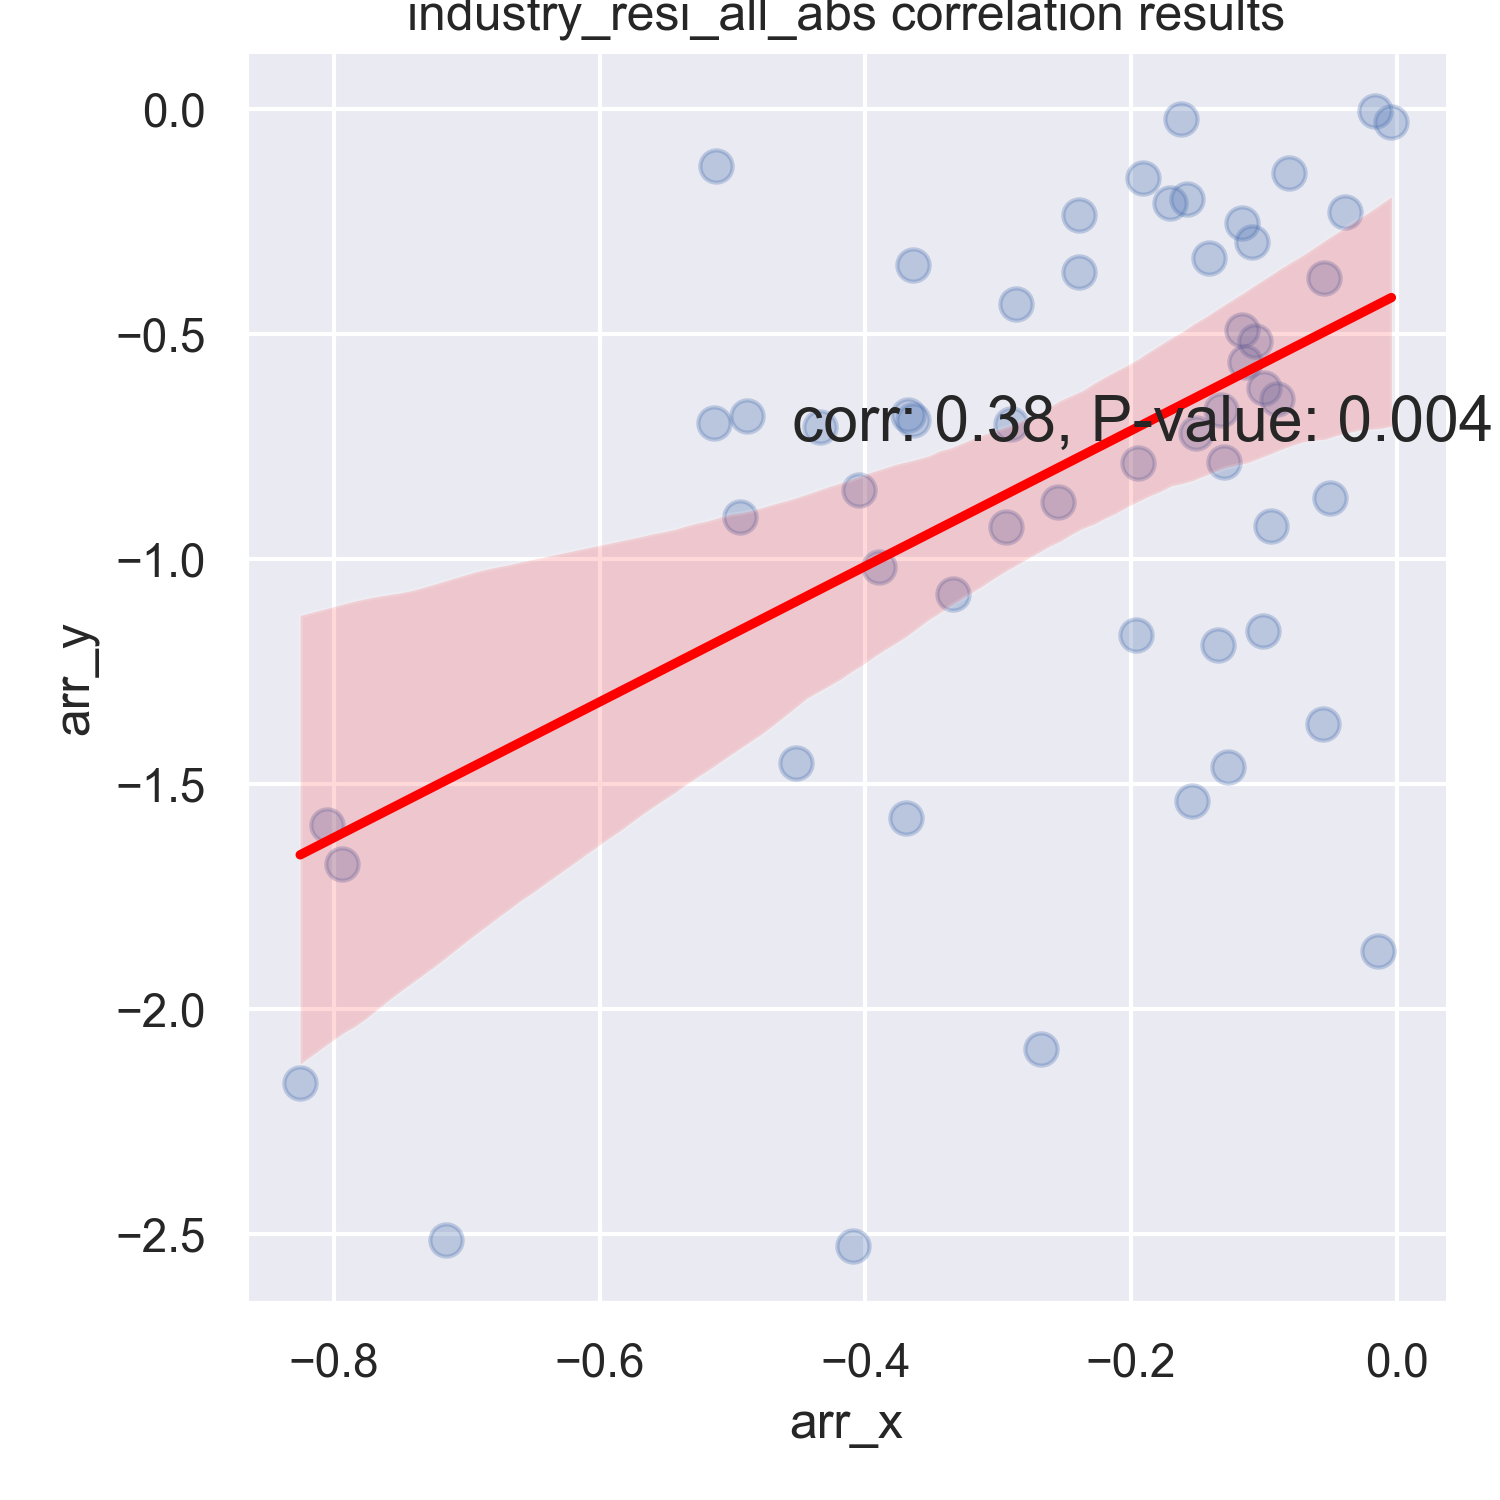 industry_resi_all_abs correlation results
0.0
−0.5
−1.0
−1.5
−2.0
−2.5
arr_y
corr: 0.38, P-value: 0.004
−0.8 −0.6 −0.4 −0.2 0.0
arr_x